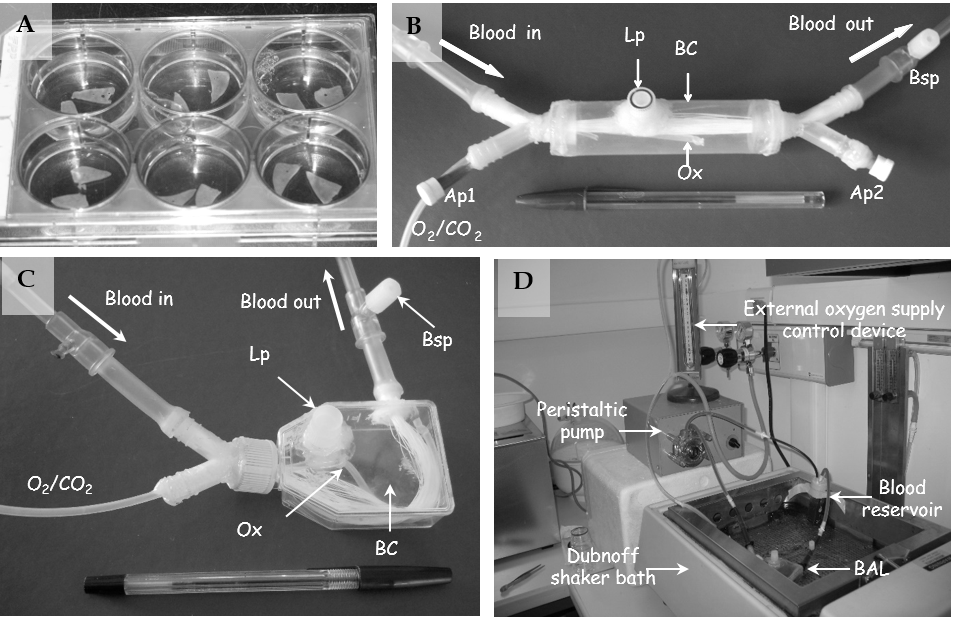 A
B
Blood in
Lp
BC
Blood out
Bsp
Ox
Ap1
Ap2
O₂/CO₂
C
Blood in
Blood out
Bsp
Lp
O₂/CO₂
Ox
BC
D
External oxygen supply
control device
Peristaltic
pump
Blood
reservoir
Dubnoff
shaker bath
BAL